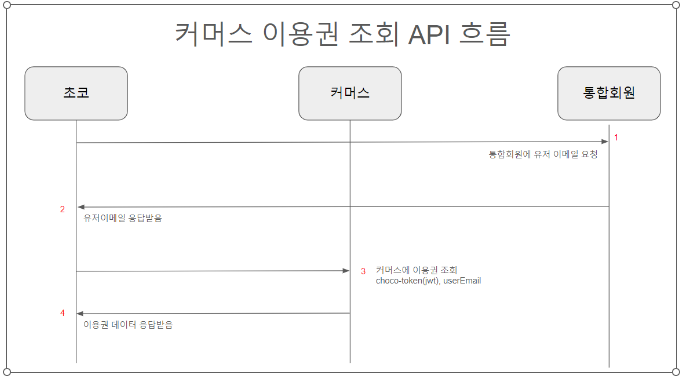 커머스 이용권 조회 API 흐름
초코
커머스
통합회원
1
통합회원에 유저 이메일 요청
2
유저이메일 응답받음
3
커머스에 이용권 조회
choco-token(jwt), userEmail
4
이용권 데이터 응답받음